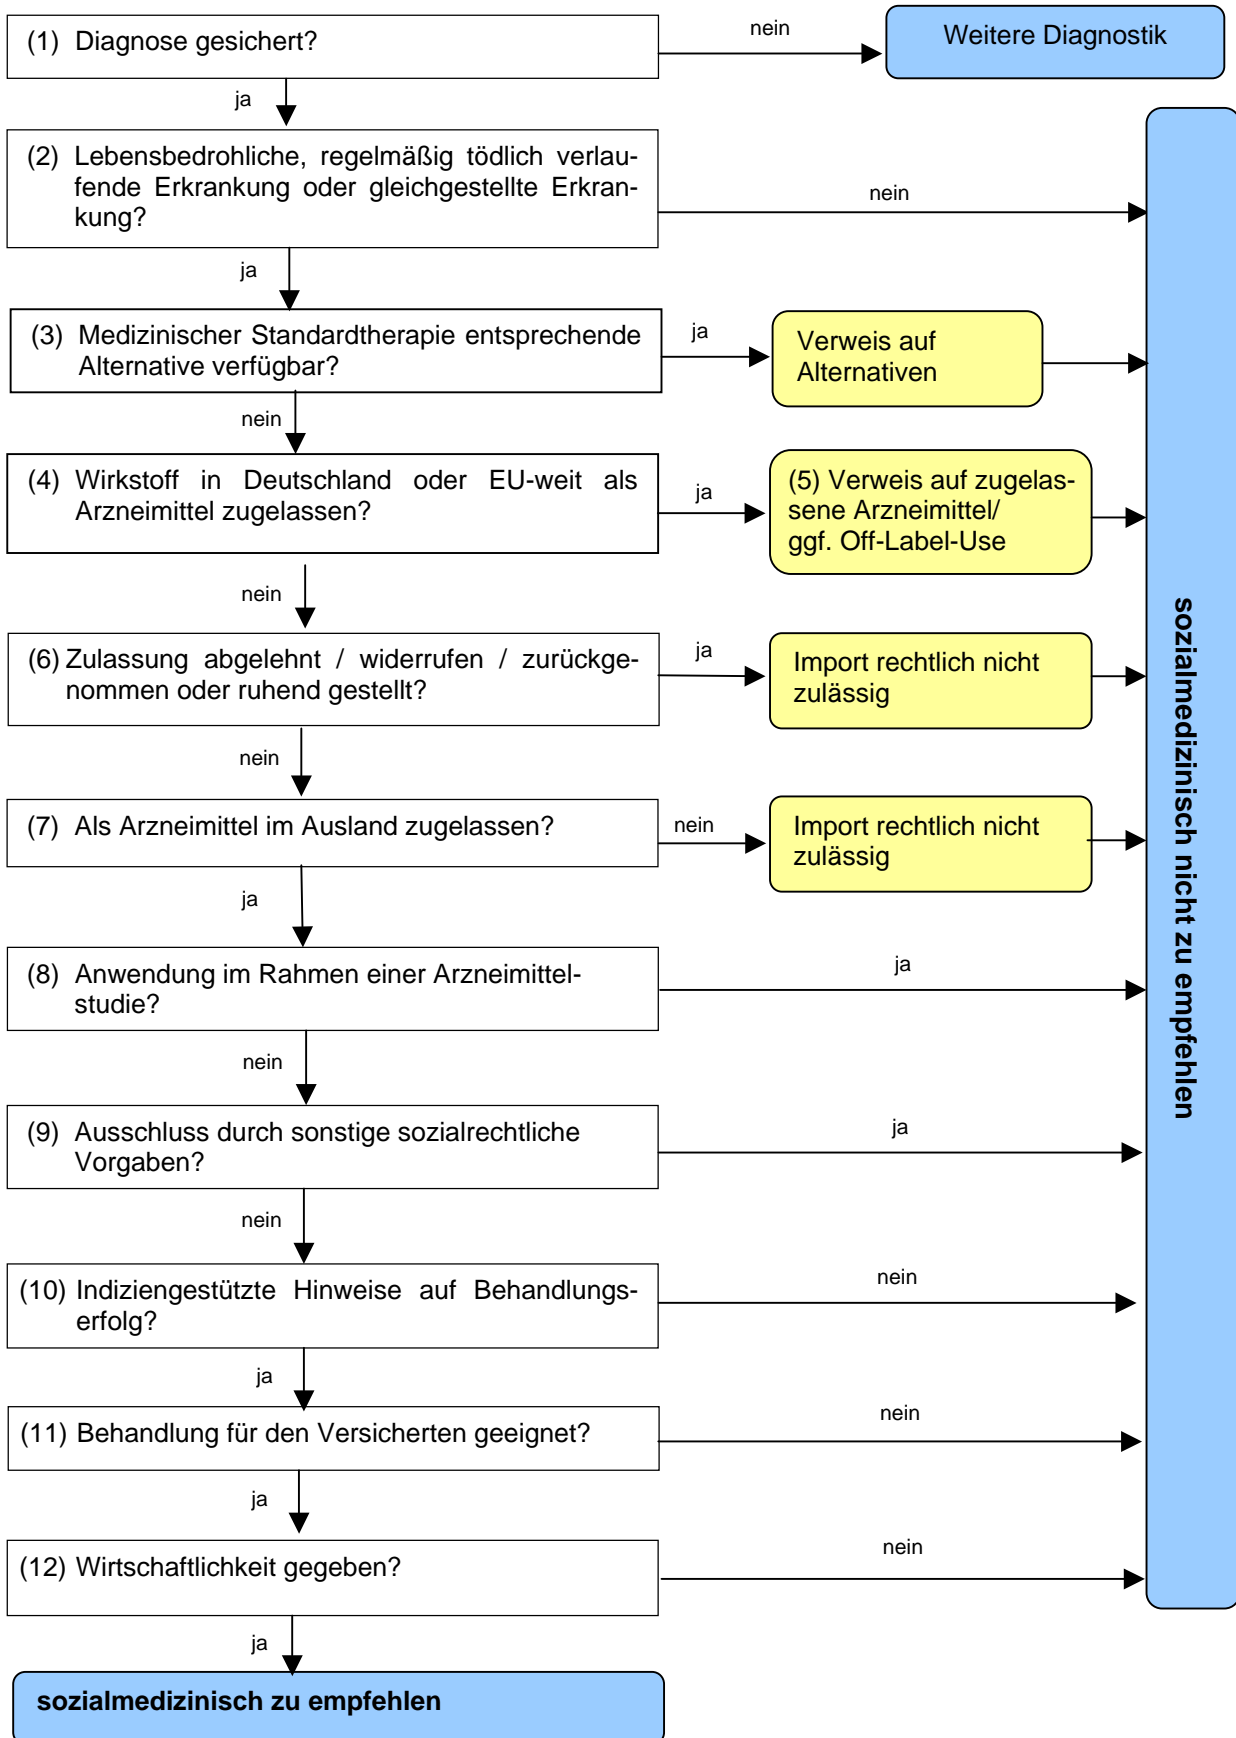 (1) Diagnose gesichert?
nein
Weitere Diagnostik
ja
(2) Lebensbedrohliche, regelmäßig tödlich verlau-
fende Erkrankung oder gleichgestellte Erkran-
kung?
nein
ja
(3) Medizinischer Standardtherapie entsprechende
Alternative verfügbar?
ja
Verweis auf
Alternativen
nein
(4) Wirkstoff in Deutschland oder EU-weit als
Arzneimittel zugelassen?
ja
(5) Verweis auf zugelas-
sene Arzneimittel/
ggf. Off-Label-Use
nein
(6) Zulassung abgelehnt / widerrufen / zurückge-
nommen oder ruhend gestellt?
ja
Import rechtlich nicht
zulässig
nein
(7) Als Arzneimittel im Ausland zugelassen?
nein
Import rechtlich nicht
zulässig
ja
(8) Anwendung im Rahmen einer Arzneimittel-
studie?
ja
nein
(9) Ausschluss durch sonstige sozialrechtliche
Vorgaben?
ja
nein
(10) Indiziengestützte Hinweise auf Behandlungs-
erfolg?
nein
ja
(11) Behandlung für den Versicherten geeignet?
nein
ja
(12) Wirtschaftlichkeit gegeben?
nein
ja
sozialmedizinisch zu empfehlen
sozialmedizinisch nicht zu empfehlen